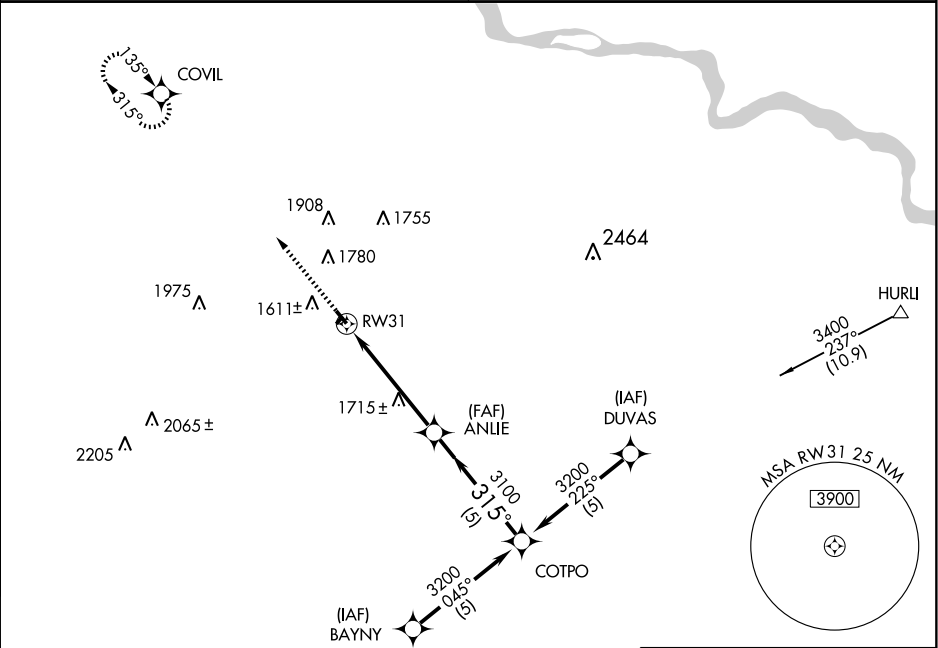 135°
COVIL
315°
1908
1755
1780
2464
1975
1611±
RW31
HURLI
3400
237°
(10.9)
1715±
(FAF)
ANLIE
(IAF)
DUVAS
2065±
2205
3100
315°
(5)
3200
225°
(5)
MSA RW31 25 NM
3900
COTPO
3200
045°
(5)
(IAF)
BAYNY